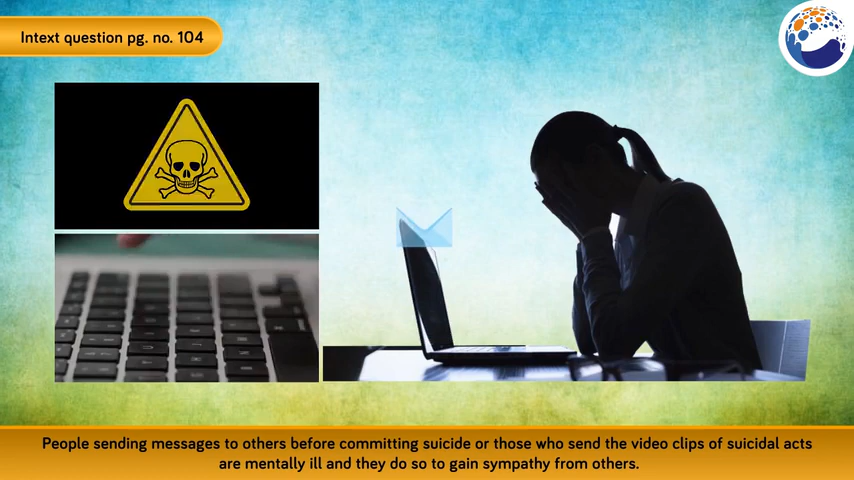 Intext question pg. no. 104
People sending messages to others before committing suicide or those who send the video clips of suicidal acts
are mentally ill and they do so to gain sympathy from others.